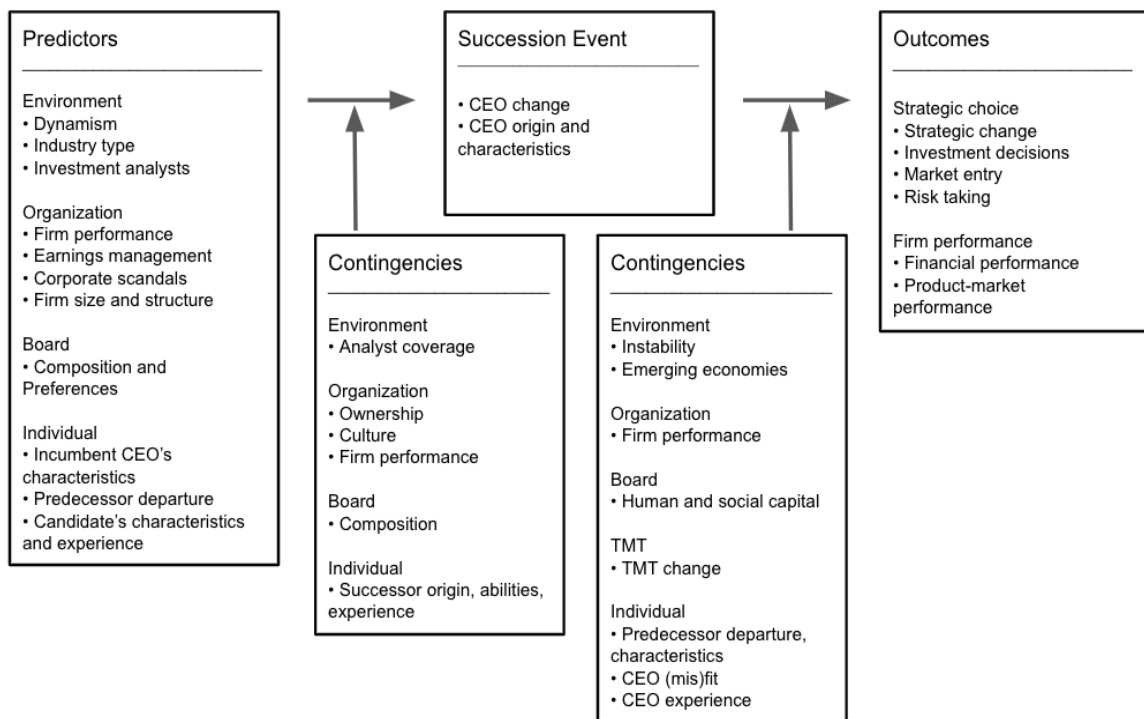 Predictors
Environment
• Dynamism
• Industry type
• Investment analysts
Organization
• Firm performance
• Earnings management
• Corporate scandals
• Firm size and structure
Board
• Composition and
Preferences
Individual
• Incumbent CEO's
characteristics
• Predecessor departure
• Candidate's characteristics
and experience
Contingencies
Environment
• Analyst coverage
Organization
• Ownership
• Culture
• Firm performance
Board
• Composition
Individual
• Successor origin, abilities,
experience
Succession Event
• CEO change
• CEO origin and
characteristics
Contingencies
Environment
• Instability
• Emerging economies
Organization
• Firm performance
Board
• Human and social capital
TMT
• TMT change
Individual
• Predecessor departure,
characteristics
• CEO (mis)fit
• CEO experience
Outcomes
Strategic choice
• Strategic change
• Investment decisions
• Market entry
• Risk taking
Firm performance
• Financial performance
• Product-market
performance